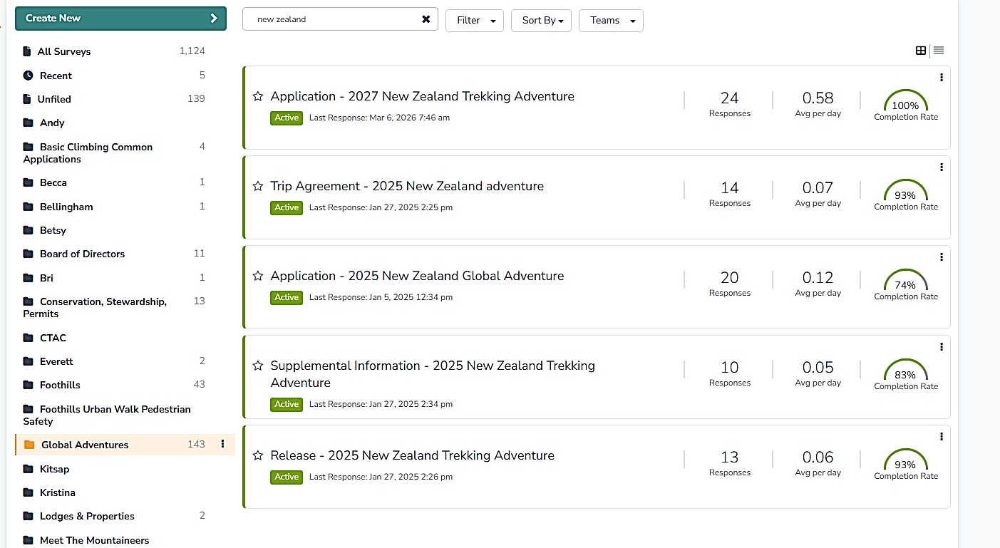 Create New
new zealand
Filter
Sort By
Teams
All Surveys 1,124
Recent 5
Unfiled 139
Andy
Basic Climbing Common 4
Applications
Becca 1
Bellingham 1
Betsy
Board of Directors 11
Bri 1
Conservation, Stewardship, 13
Permits
CTAC
Everett 2
Foothills 43
Foothills Urban Walk Pedestrian
Safety
Global Adventures 143
Kitsap
Kristina
Lodges & Properties 2
Meet The Mountaineers
Application - 2027 New Zealand Trekking Adventure
Active Last Response: Mar 6, 2026 7:46 am
24 0.58 100%
Responses Avg per day Completion Rate
Trip Agreement - 2025 New Zealand adventure
Active Last Response: Jan 27, 2025 2:25 pm
14 0.07 93%
Responses Avg per day Completion Rate
Application - 2025 New Zealand Global Adventure
Active Last Response: Jan 5, 2025 12:34 pm
20 0.12 74%
Responses Avg per day Completion Rate
Supplemental Information - 2025 New Zealand Trekking
Adventure
Active Last Response: Jan 27, 2025 2:34 pm
10 0.05 83%
Responses Avg per day Completion Rate
Release - 2025 New Zealand Trekking Adventure
Active Last Response: Jan 27, 2025 2:26 pm
13 0.06 93%
Responses Avg per day Completion Rate